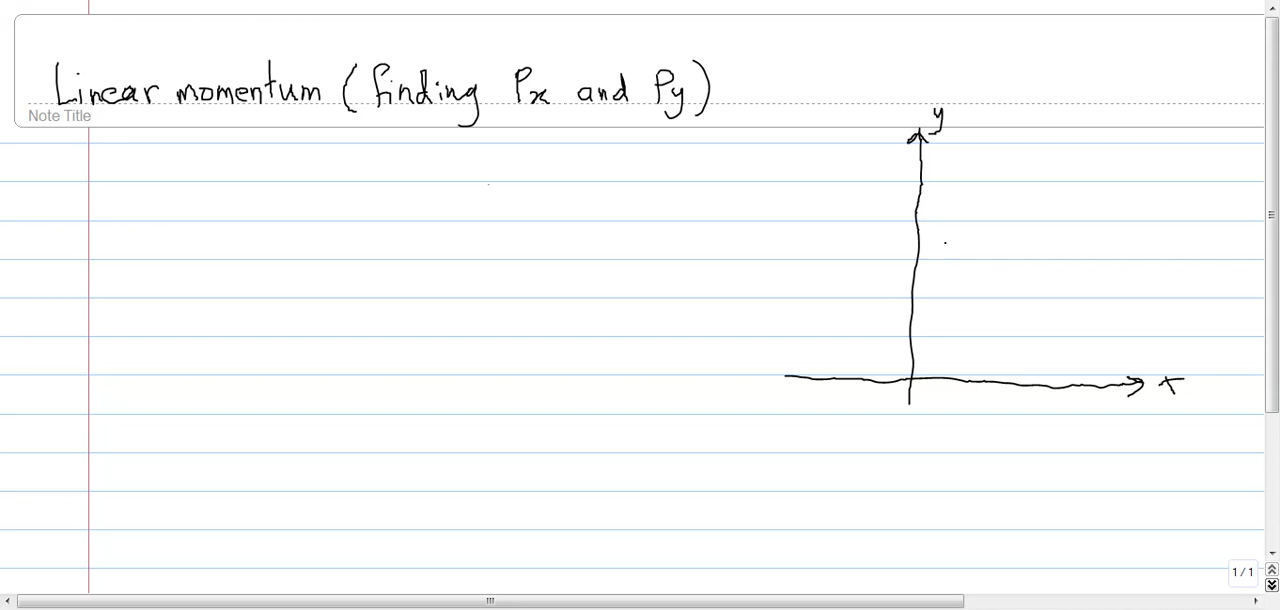 Linear momentum (finding Px and Py)
Note Title
y
x
1 / 1